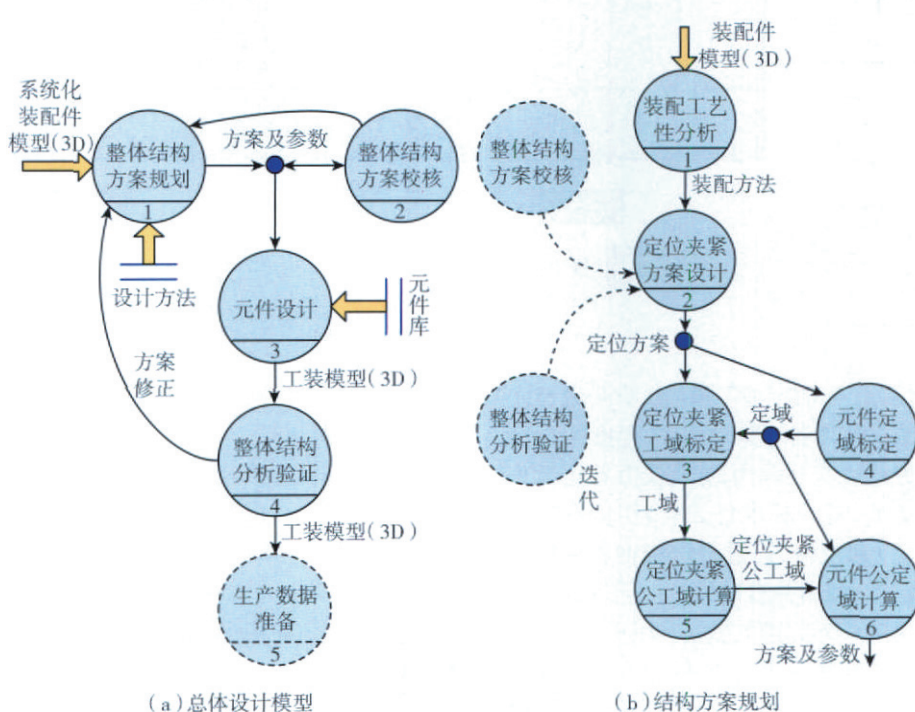 系统化
装配件
模型(3D)
整体结构
方案规划
1
设计方法
方案及参数
整体结构
方案校核
2
元件设计
3
元件库
工装模型(3D)
方案
修正
整体结构
分析验证
4
工装模型(3D)
生产数据
准备
5
(a)总体设计模型
装配件
模型(3D)
装配工艺
性分析
1
装配方法
整体结构
方案校核
定位夹紧
方案设计
2
定位方案
整体结构
分析验证
迭代
定位夹紧
工域标定
3
定域
元件定
域标定
4
工域
定位夹紧
公工域计算
5
定位夹紧
公工域
元件公定
域计算
6
方案及参数
(b)结构方案规划